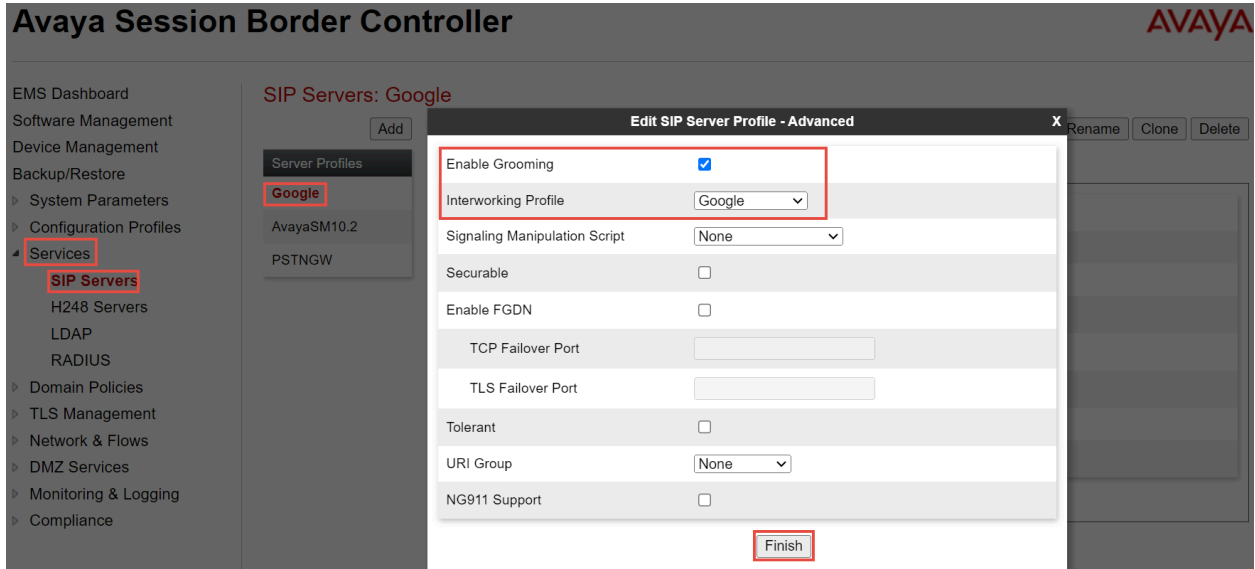 Avaya Session Border Controller
AVAYA
EMS Dashboard
Software Management
Device Management
Backup/Restore
System Parameters
Configuration Profiles
Services
SIP Servers
H248 Servers
LDAP
RADIUS
Domain Policies
TLS Management
Network & Flows
DMZ Services
Monitoring & Logging
Compliance
SIP Servers: Google
Add
Rename
Clone
Delete
Server Profiles
Google
AvayaSM10.2
PSTNGW
Edit SIP Server Profile - Advanced
X
Enable Grooming
Interworking Profile
Google
Signaling Manipulation Script
None
Securable
Enable FGDN
TCP Failover Port
TLS Failover Port
Tolerant
URI Group
None
NG911 Support
Finish